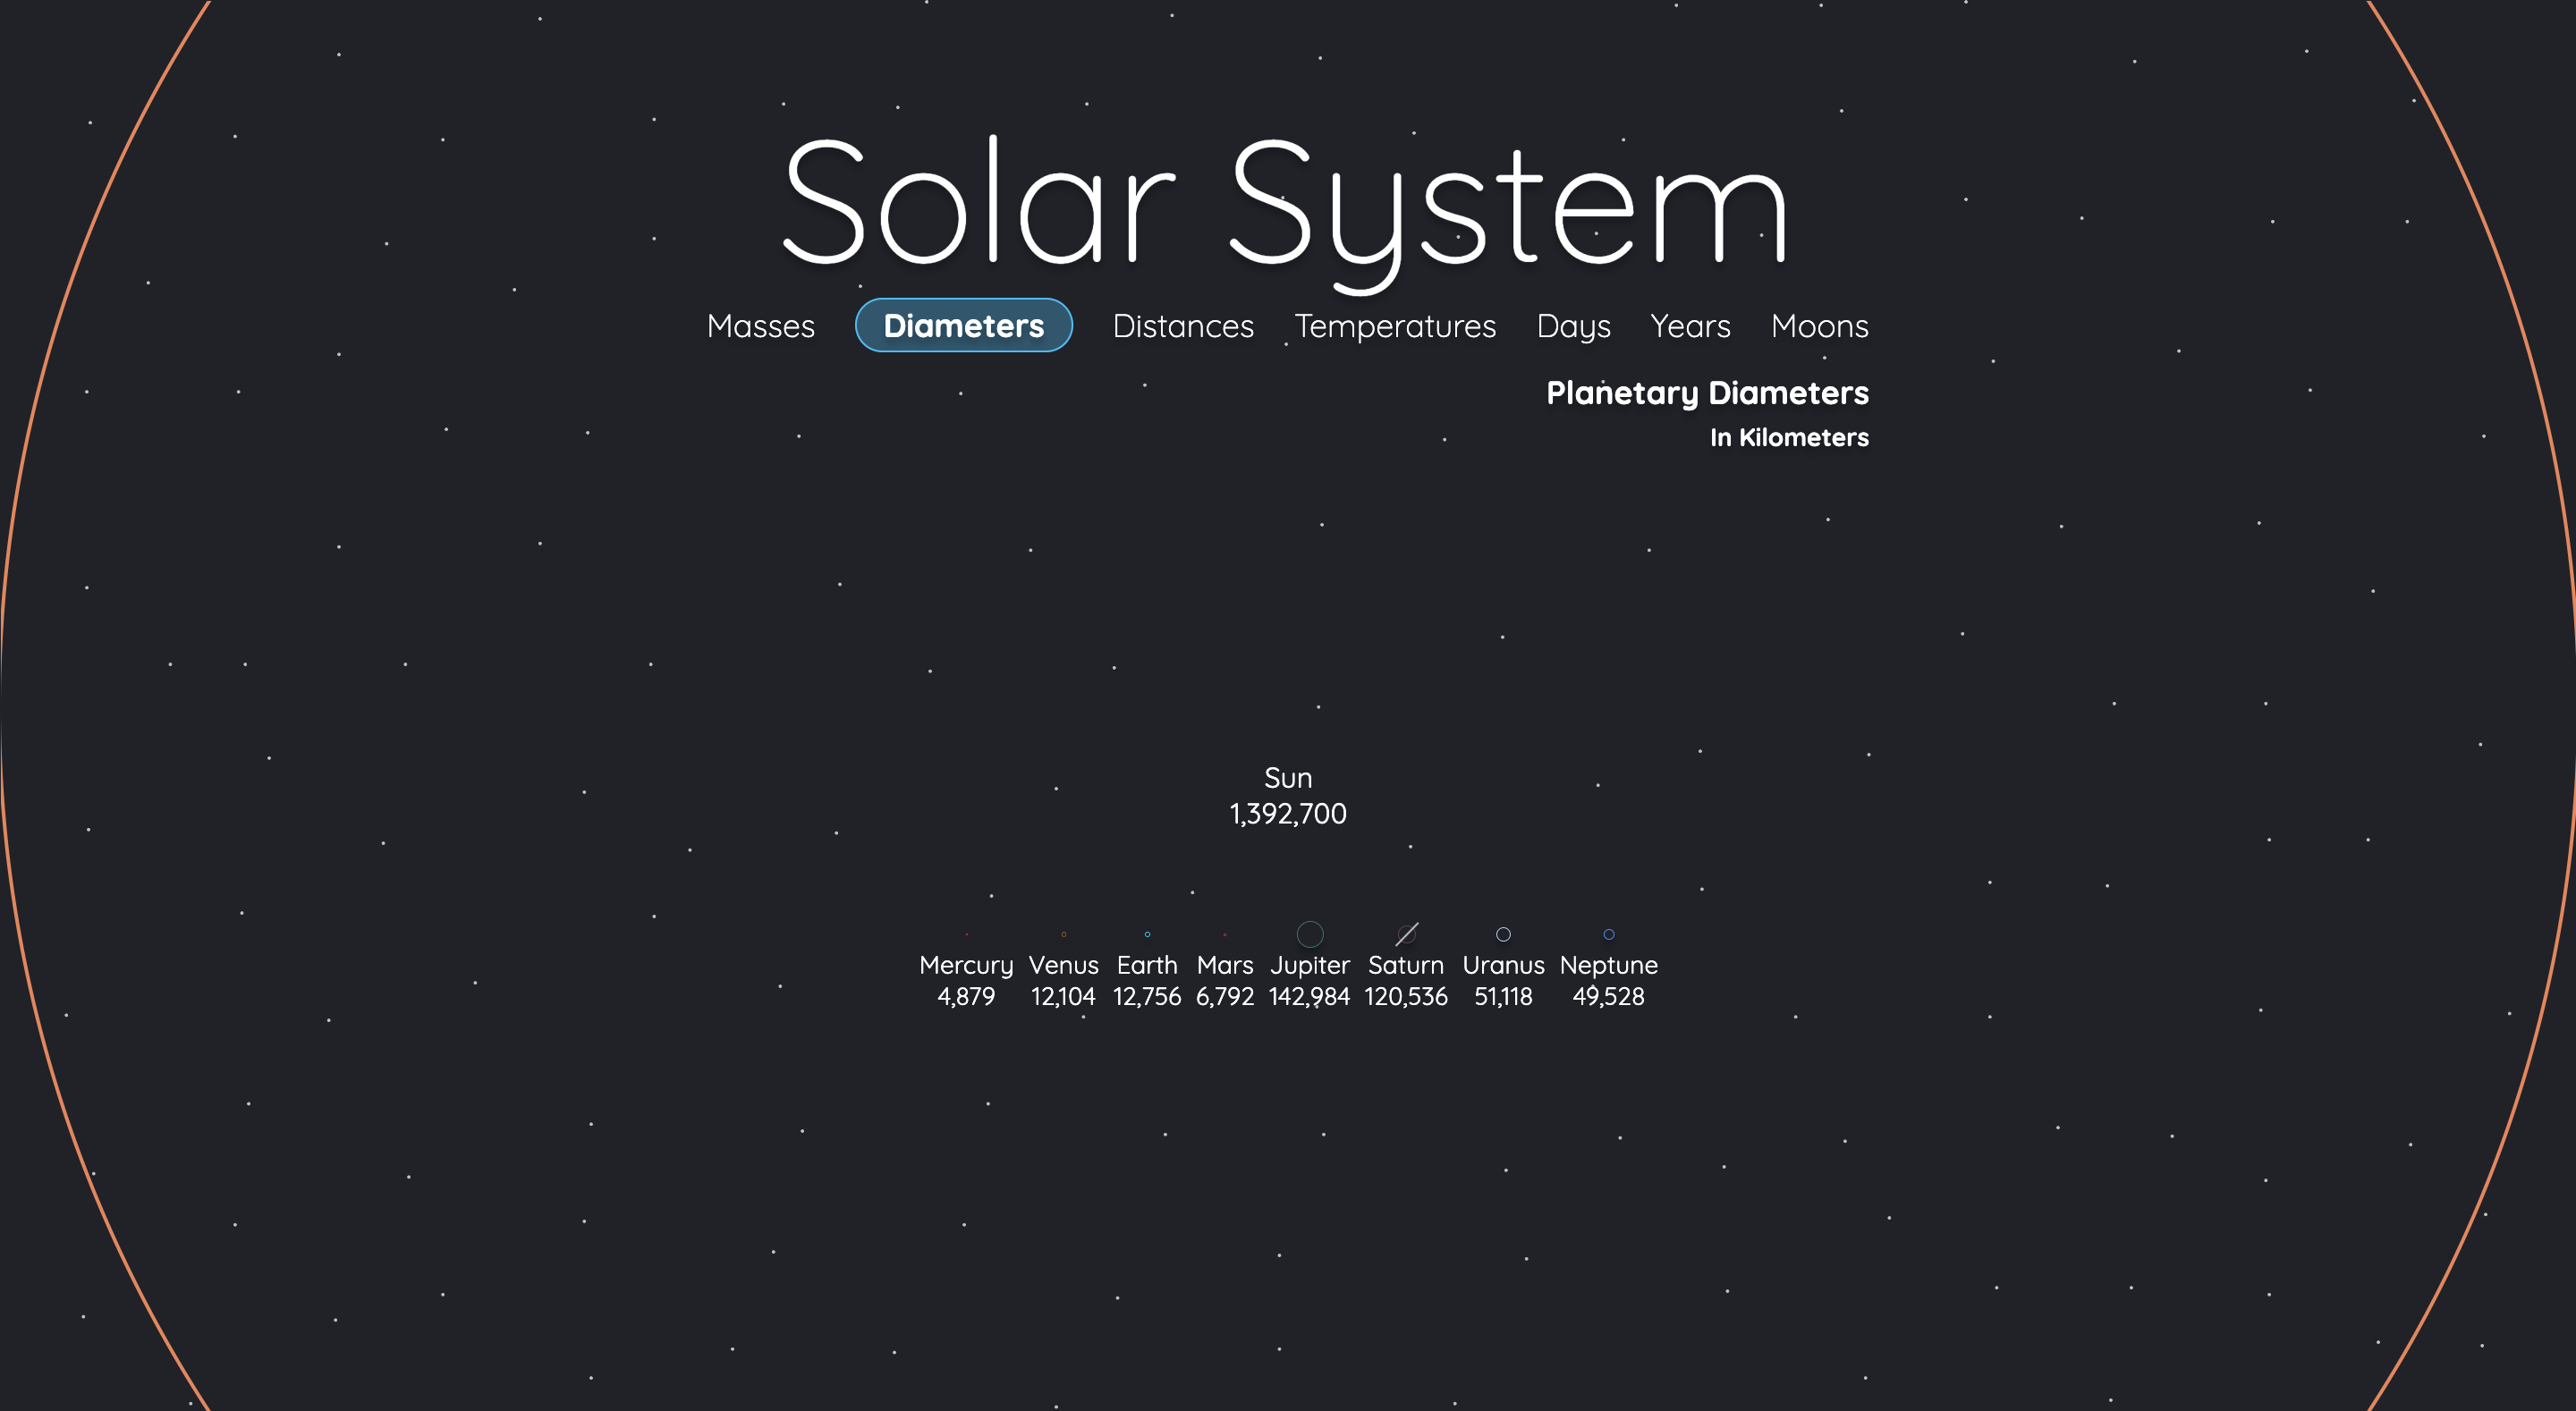 Solar System
Masses Diameters Distances Temperatures Days Years Moons
Planetary Diameters
In Kilometers
Sun
1,392,700
Mercury Venus Earth Mars Jupiter Saturn Uranus Neptune
4,879 12,104 12,756 6,792 142,984 120,536 51,118 49,528